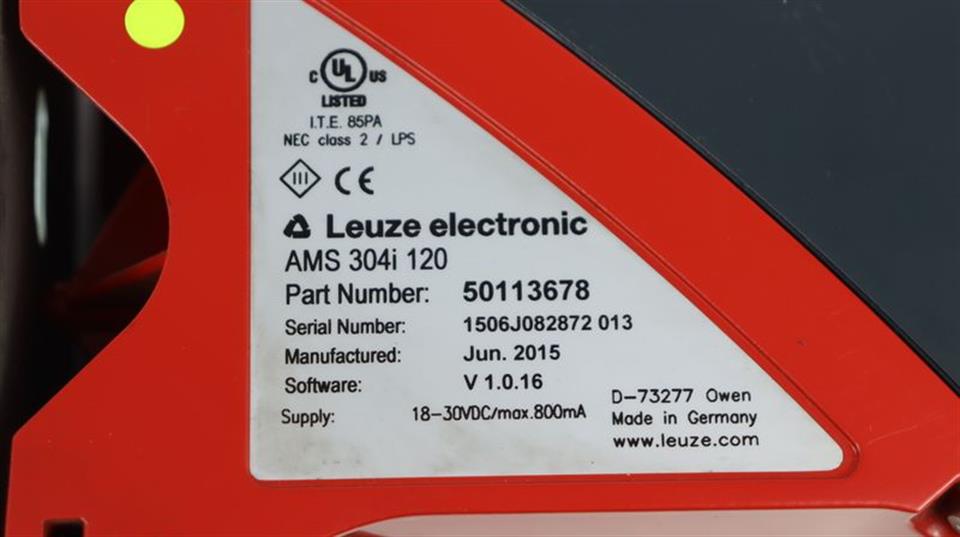 C UL US
LISTED
I.T.E. 85PA
NEC class 2 / LPS
III CE
Leuze electronic
AMS 304i 120
Part Number: 50113678
Serial Number: 1506J082872 013
Manufactured: Jun. 2015
Software: V 1.0.16
Supply: 18-30VDC/max.800mA
D-73277 Owen
Made in Germany
www.leuze.com